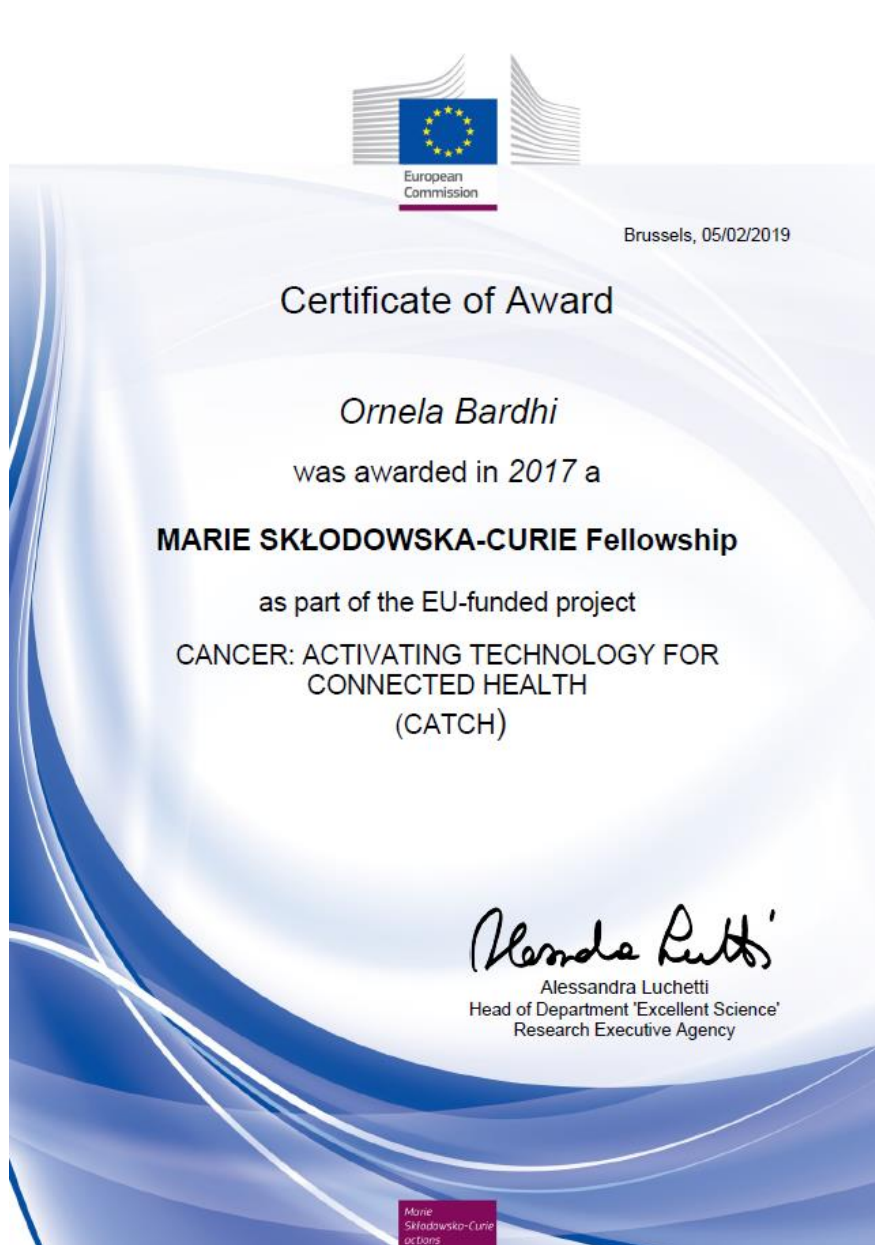 European
Commission
Brussels, 05/02/2019
Certificate of Award
Ornela Bardhi
was awarded in 2017 a
MARIE SKŁODOWSKA-CURIE Fellowship
as part of the EU-funded project
CANCER: ACTIVATING TECHNOLOGY FOR
CONNECTED HEALTH
(CATCH)
Alessandra Luchetti
Head of Department 'Excellent Science'
Research Executive Agency
Marie
Skłodowska-Curie
actions